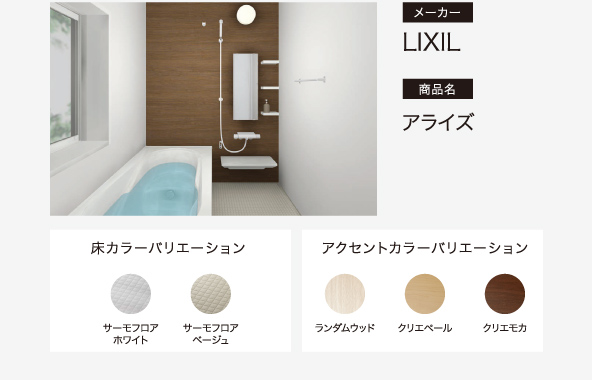 メーカー
LIXIL
商品名
アライズ
床カラーバリエーション
サーモフロア
ホワイト
サーモフロア
ベージュ
アクセントカラーバリエーション
ランダムウッド
クリエペール
クリエモカ